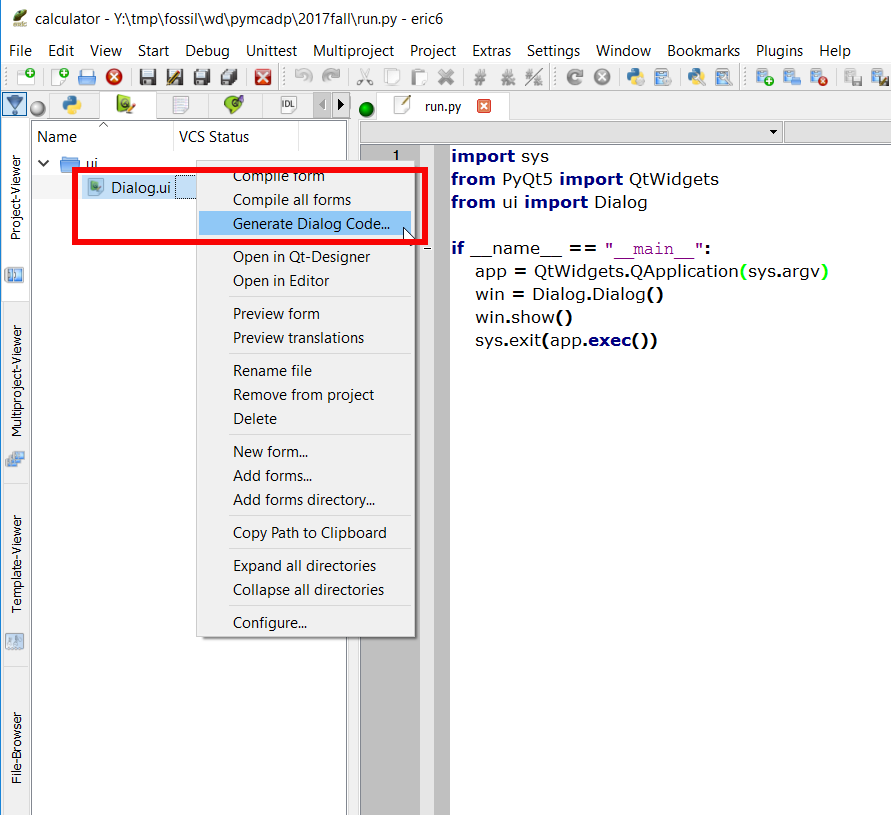 calculator - Y:\tmp\fossil\wd\pymcadp\2017fall\run.py - eric6
File Edit View Start Debug Unittest Multiproject Project Extras Settings Window Bookmarks Plugins Help
IDL
run.py
Name VCS Status
ui
Dialog.ui
Compile form
Compile all forms
Generate Dialog Code...
Open in Qt-Designer
Open in Editor
Preview form
Preview translations
Rename file
Remove from project
Delete
New form...
Add forms...
Add forms directory...
Copy Path to Clipboard
Expand all directories
Collapse all directories
Configure...
Project-Viewer
Multiproject-Viewer
Template-Viewer
File-Browser
1
import sys
from PyQt5 import QtWidgets
from ui import Dialog
if __name__ == "__main__":
app = QtWidgets.QApplication(sys.argv)
win = Dialog.Dialog()
win.show()
sys.exit(app.exec())